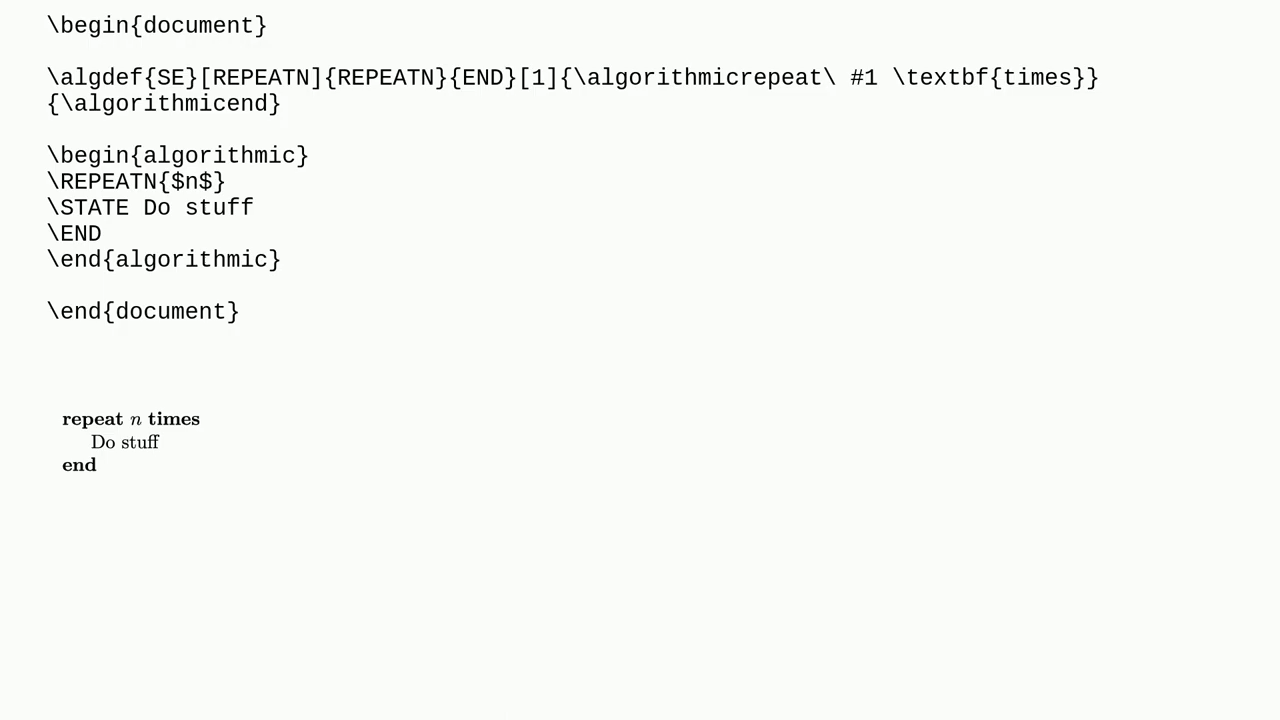 \begin{document}
\algdef{SE}[REPEATN]{REPEATN}{END}[1]{\algorithmicrepeat\ #1 \textbf{times}}
{\algorithmicend}
\begin{algorithmic}
\REPEATN{$n$}
\STATE Do stuff
\END
\end{algorithmic}
\end{document}
repeat n times
Do stuff
end